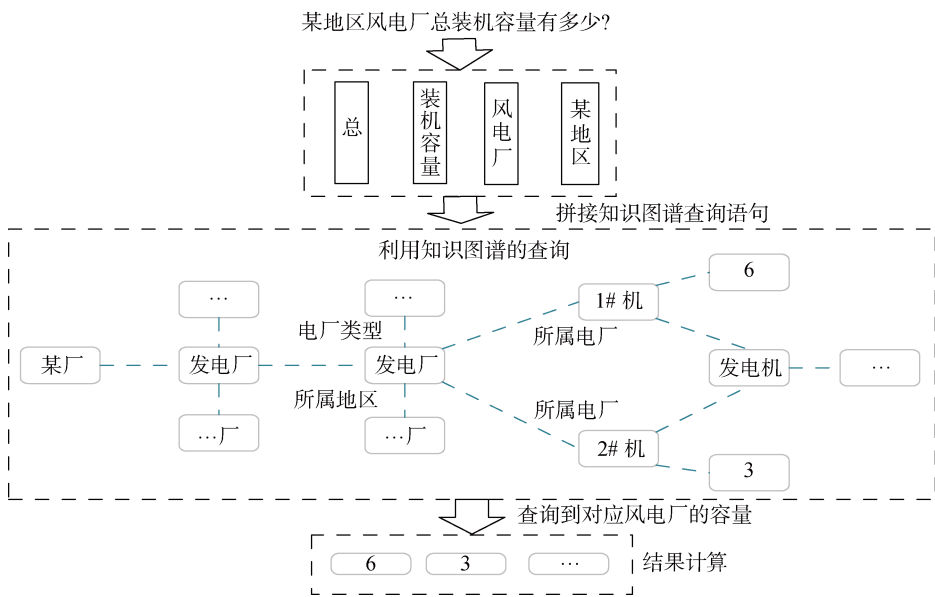 某地区风电厂总装机容量有多少?
总
装机容量
风电厂
某地区
拼接知识图谱查询语句
利用知识图谱的查询
…
…
6
1# 机
电厂类型
所属电厂
某厂
发电厂
发电厂
发电机
…
所属地区
所属电厂
…厂
…厂
2# 机
3
查询到对应风电厂的容量
6
3
…
结果计算